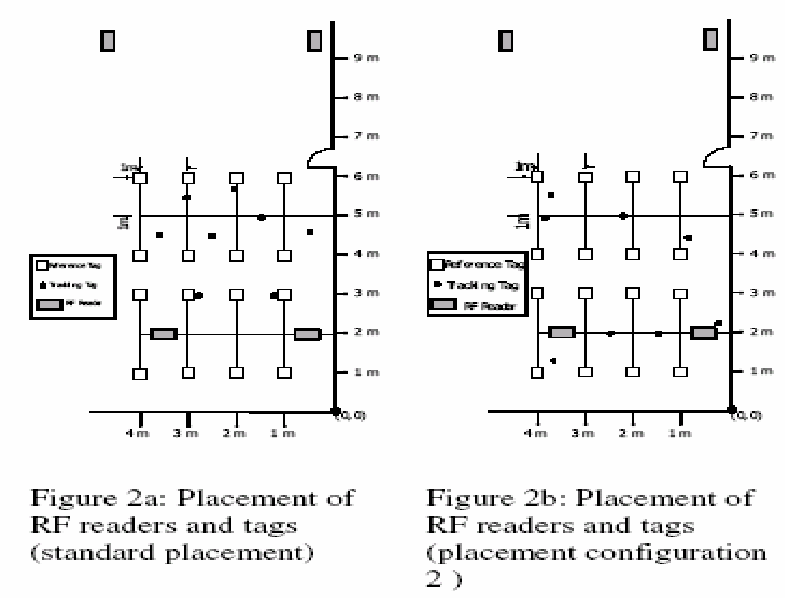 9 m
8 m
7 m
1m
6 m
1m
5 m
4 m
Reference Tag
Tracking Tag
RF Reader
3 m
2 m
1 m
(0,0)
4 m
3 m
2 m
1 m
Figure 2a: Placement of
RF readers and tags
(standard placement)
9 m
8 m
7 m
1m
6 m
1m
5 m
4 m
Reference Tag
Tracking Tag
RF Reader
3 m
2 m
1 m
(0,0)
4 m
3 m
2 m
1 m
Figure 2b: Placement of
RF readers and tags
(placement configuration
2 )